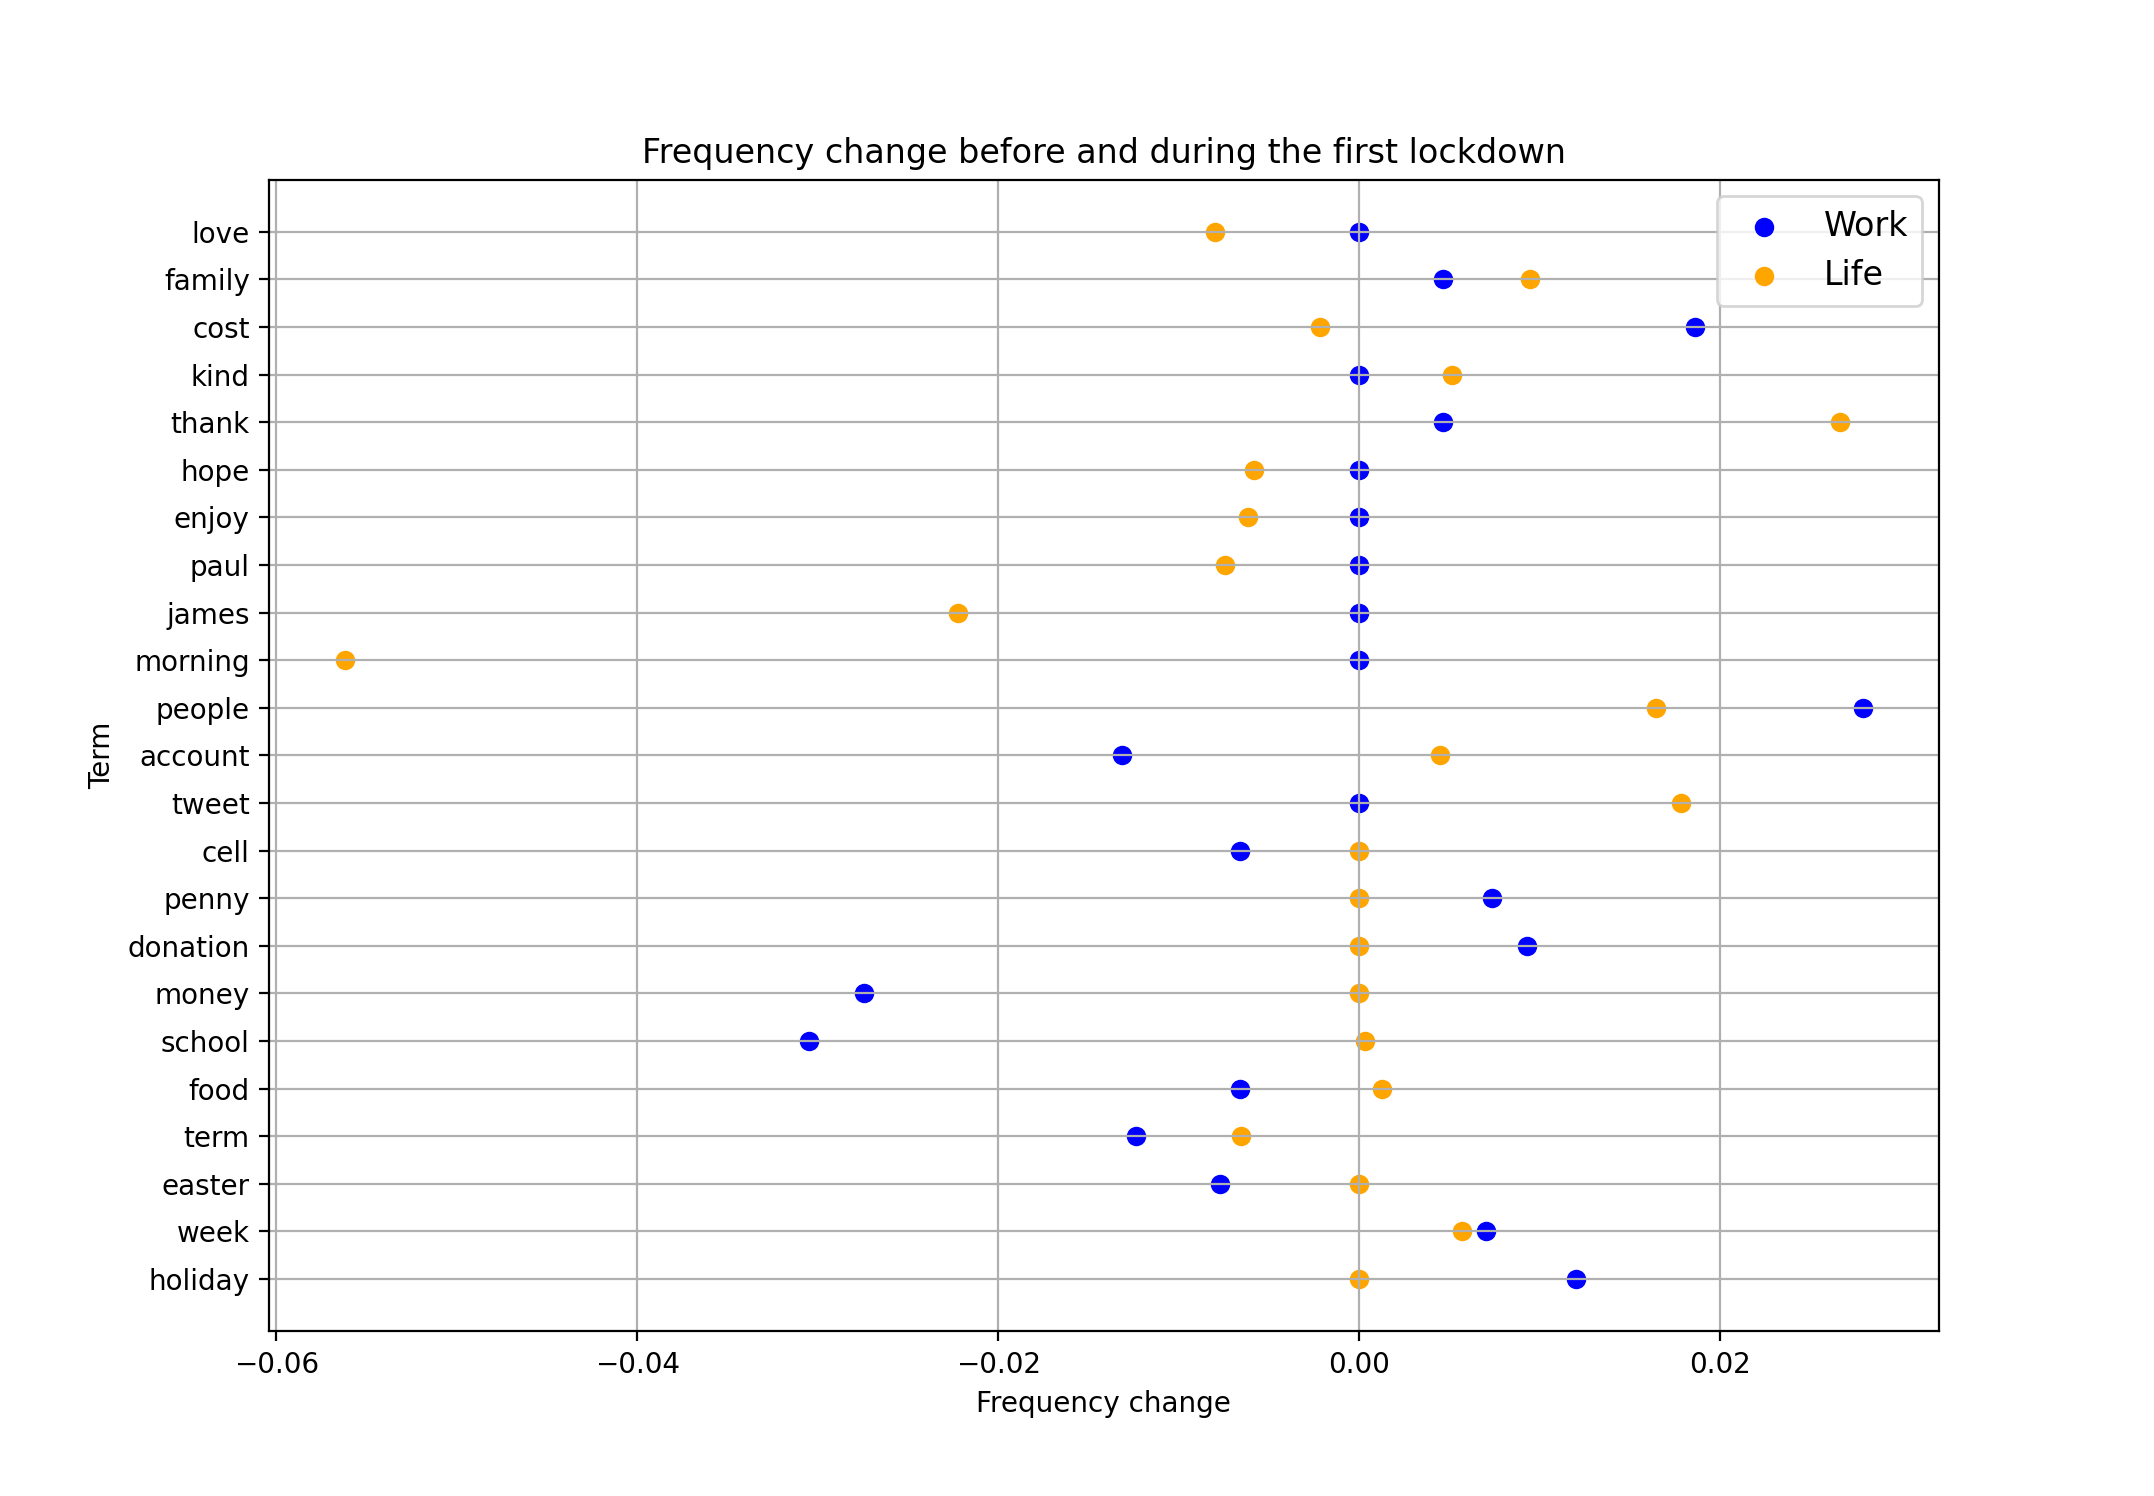 Frequency change before and during the first lockdown
Work
Life
love
family
cost
kind
thank
hope
enjoy
paul
james
morning
people
account
tweet
cell
penny
donation
money
school
food
term
easter
week
holiday
Term
−0.06 −0.04 −0.02 0.00 0.02
Frequency change